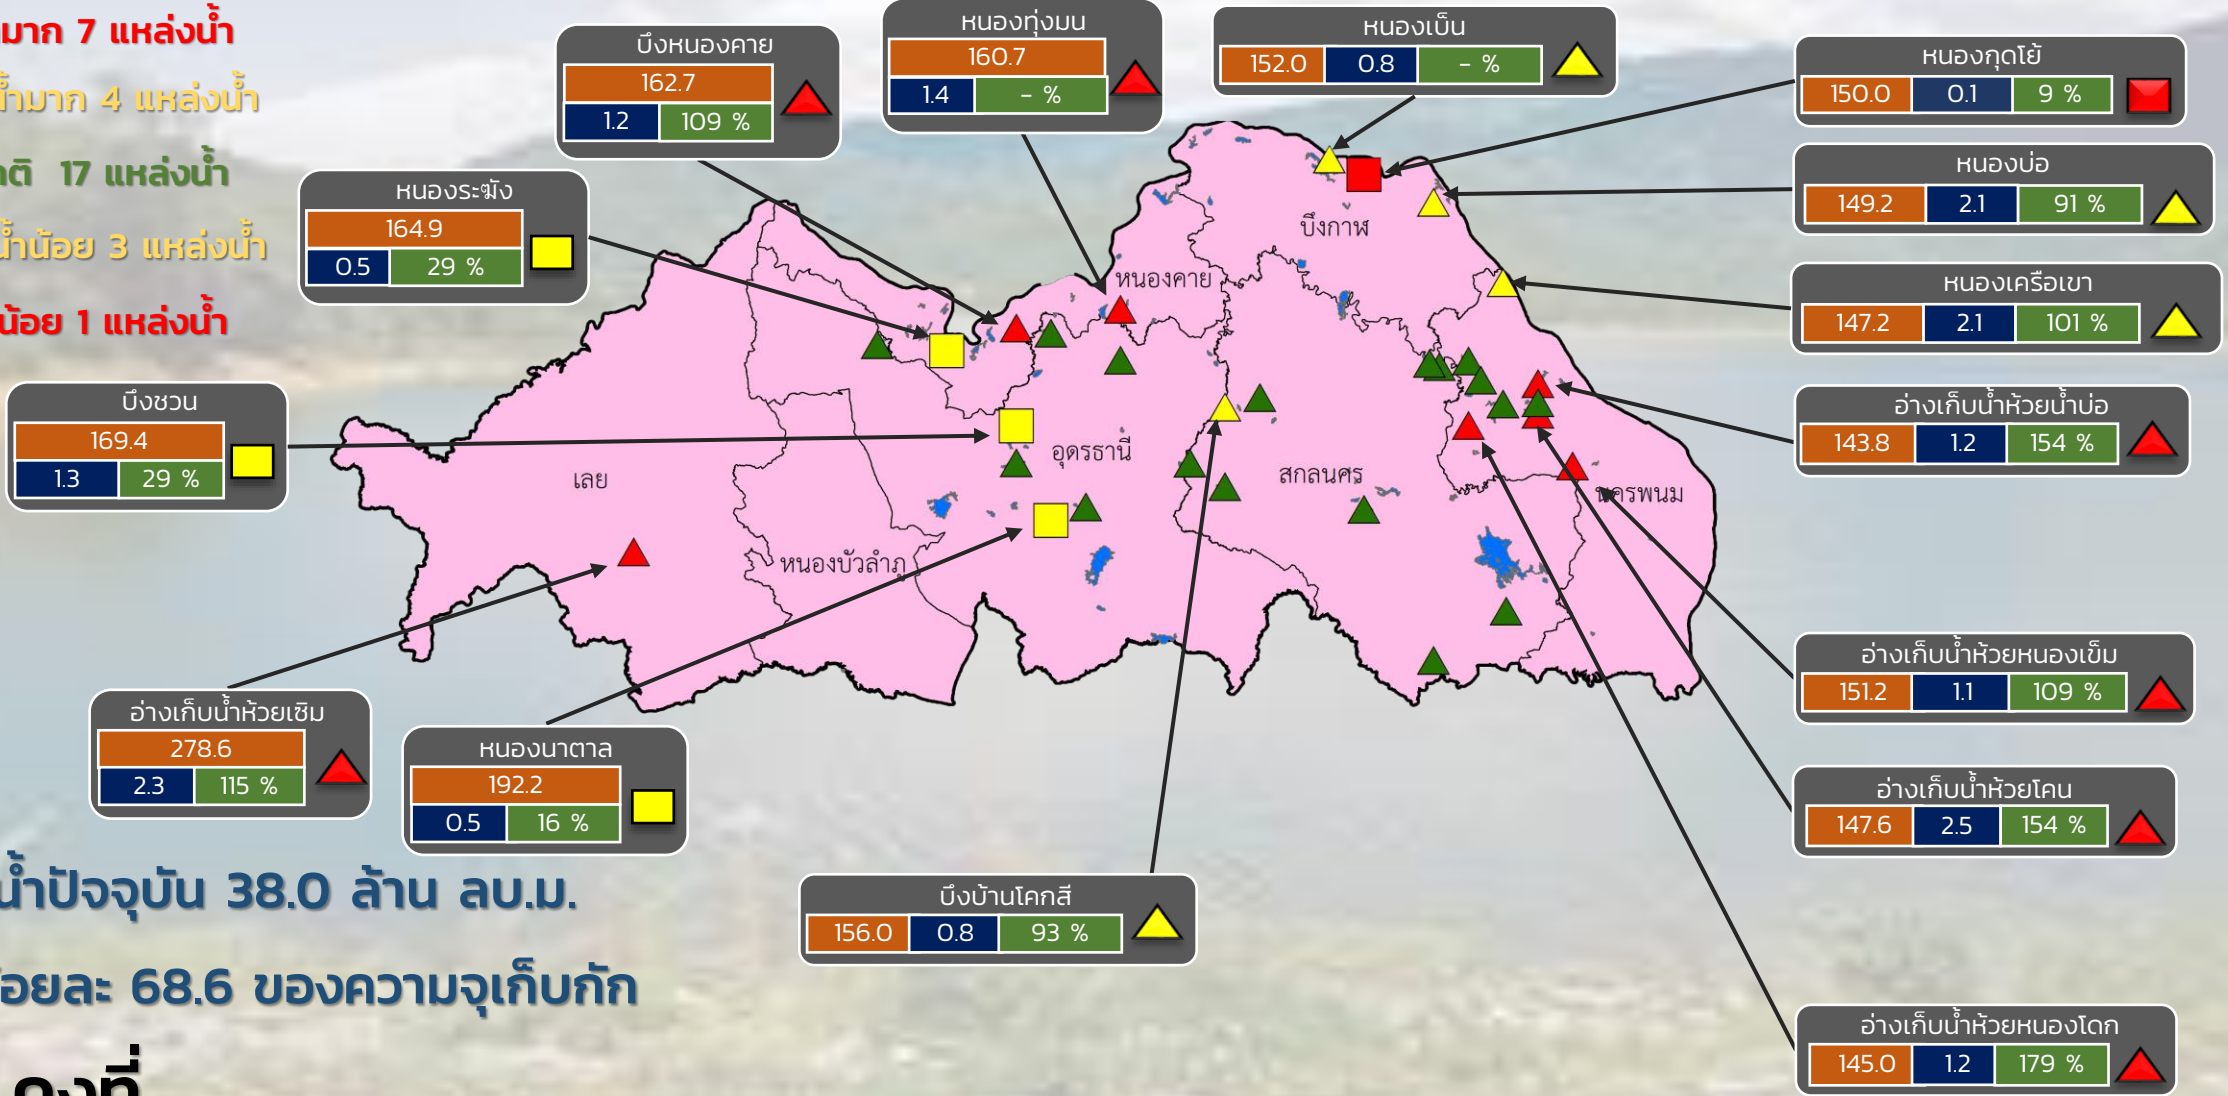 มาก 7 แหล่งน้ำ
น้ำมาก 4 แหล่งน้ำ
17 แหล่งน้ำ
น้ำน้อย 3 แหล่งน้ำ
น้อย 1 แหล่งน้ำ
บึงหนองคาย
162.7
1.2 109 %
หนองทุ่งมน
160.7
1.4 - %
หนองเบ็น
152.0 0.8 - %
หนองกุดโย้
150.0 0.1 9 %
หนองบ่อ
149.2 2.1 91 %
หนองระฆัง
164.9
0.5 29 %
หนองเครือเขา
147.2 2.1 101 %
บึงชวน
169.4
1.3 29 %
อ่างเก็บน้ำห้วยน้ำบ่อ
143.8 1.2 154 %
บึงกาฬ
หนองคาย
อุดรธานี
เลย
สกลนคร
นครพนม
หนองบัวลำภู
อ่างเก็บน้ำห้วยหนองเข็ม
151.2 1.1 109 %
อ่างเก็บน้ำห้วยเซิม
278.6
2.3 115 %
หนองนาตาล
192.2
0.5 16 %
อ่างเก็บน้ำห้วยโคน
147.6 2.5 154 %
บึงบ้านโคกสี
156.0 0.8 93 %
อ่างเก็บน้ำห้วยหนองโดก
145.0 1.2 179 %
น้ำปัจจุบัน 38.0 ล้าน ลบ.ม.
้อยละ 68.6 ของความจุเก็บกัก
คงที่